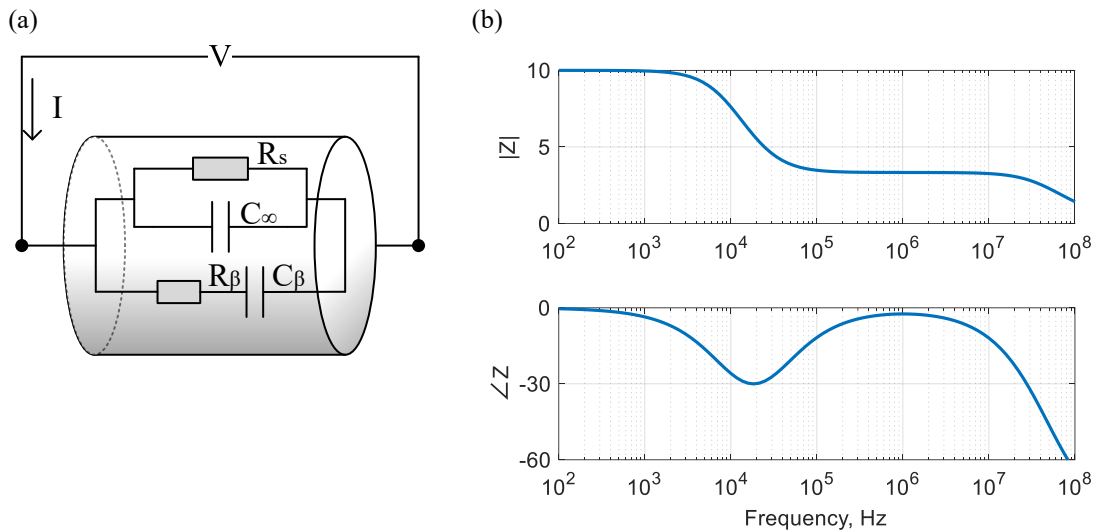 (a)
V
I
Rs
C∞
Rβ
Cβ
(b)
10
5
0
|Z|
10² 10³ 10⁴ 10⁵ 10⁶ 10⁷ 10⁸
0
-30
-60
∠Z
10² 10³ 10⁴ 10⁵ 10⁶ 10⁷ 10⁸
Frequency, Hz